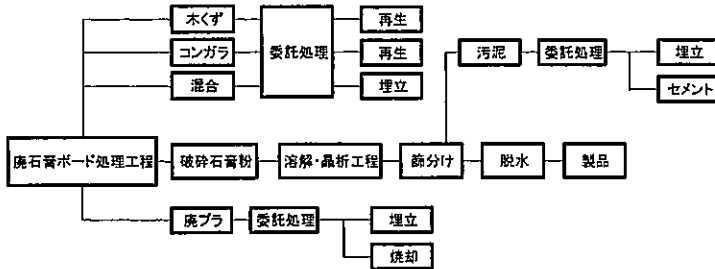 木くず
再生
コンガラ
委託処理
再生
汚泥
委託処理
埋立
混合
埋立
セメント
廃石膏ボード処理工程
破砕石膏粉
溶解・晶析工程
篩分け
脱水
製品
廃プラ
委託処理
埋立
焼却